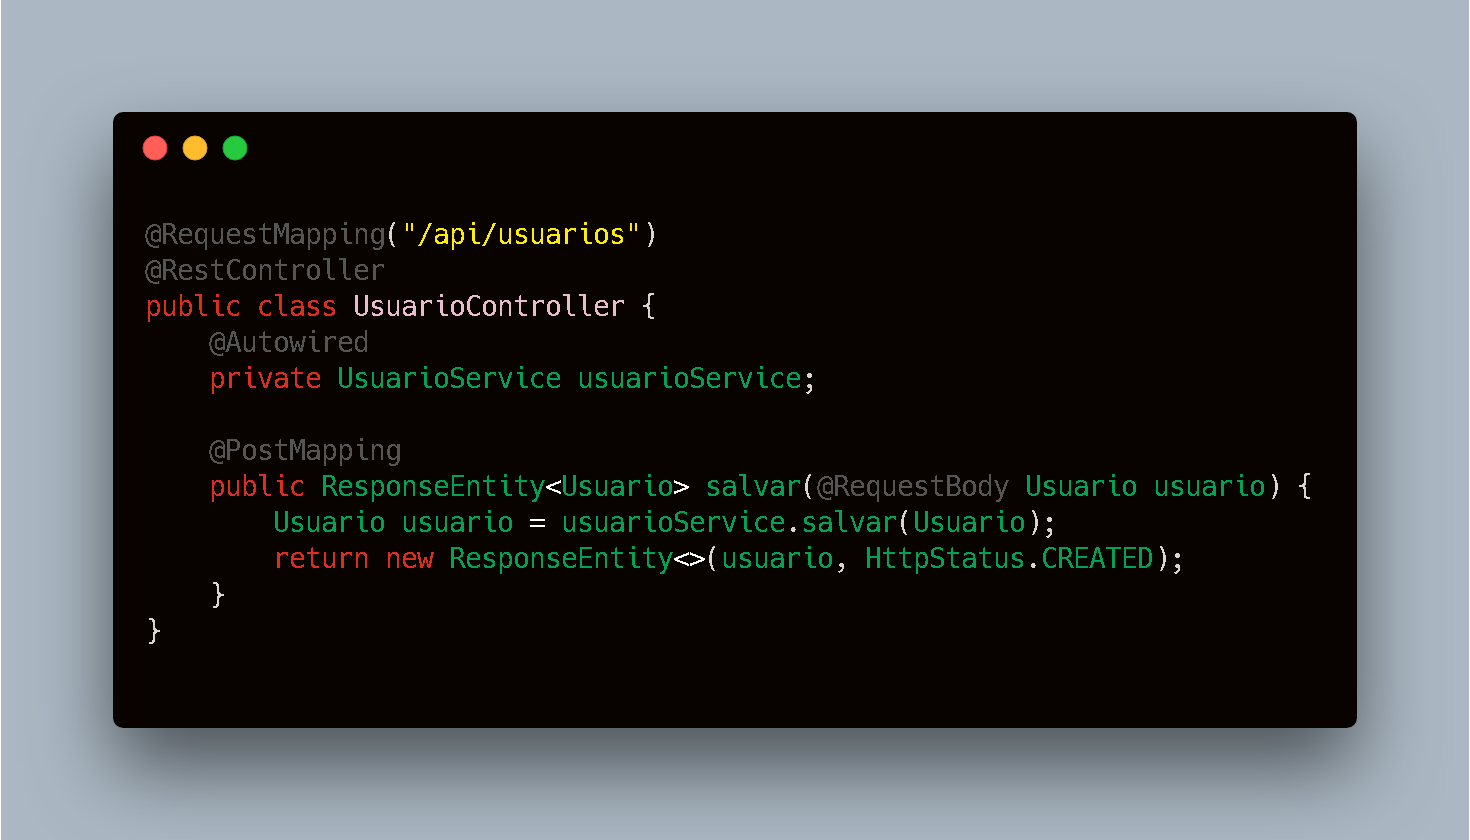 @RequestMapping("/api/usuarios")
@RestController
public class UsuarioController {
    @Autowired
    private UsuarioService usuarioService;

    @PostMapping
    public ResponseEntity<Usuario> salvar(@RequestBody Usuario usuario) {
        Usuario usuario = usuarioService.salvar(Usuario);
        return new ResponseEntity<>(usuario, HttpStatus.CREATED);
    }
}